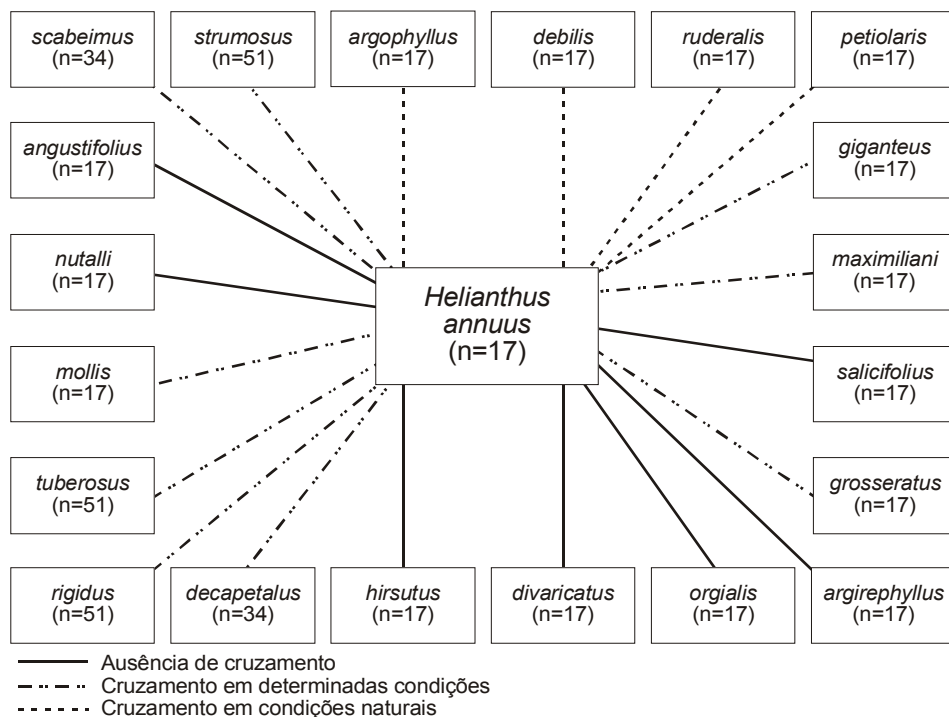 scabeimus
(n=34)
strumosus
(n=51)
argophyllus
(n=17)
debilis
(n=17)
ruderalis
(n=17)
petiolaris
(n=17)
angustifolius
(n=17)
giganteus
(n=17)
nutalli
(n=17)
Helianthus
annuus
(n=17)
maximiliani
(n=17)
mollis
(n=17)
salicifolius
(n=17)
tuberosus
(n=51)
grosseratus
(n=17)
rigidus
(n=51)
decapetalus
(n=34)
hirsutus
(n=17)
divaricatus
(n=17)
orgialis
(n=17)
argirephyllus
(n=17)
Ausência de cruzamento
Cruzamento em determinadas condições
Cruzamento em condições naturais